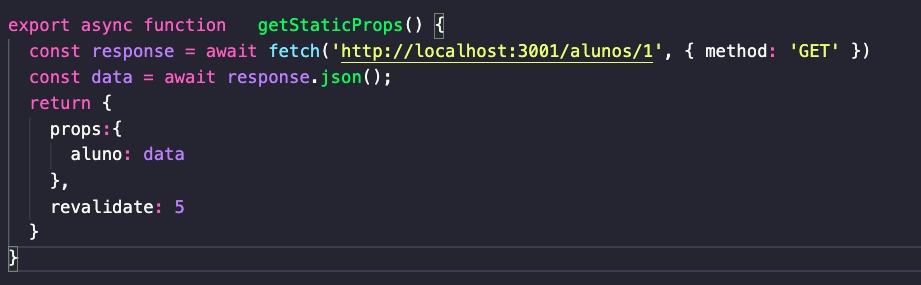 export async function   getStaticProps() {
  const response = await fetch('http://localhost:3001/alunos/1', { method: 'GET' })
  const data = await response.json();
  return {
    props:{
      aluno: data
    },
    revalidate: 5
  }
}